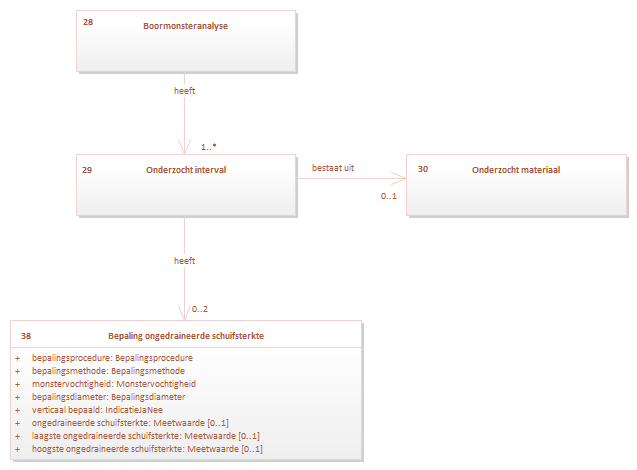 28 Boormonsteranalyse
heeft
1..*
29 Onderzocht interval
bestaat uit
0..1
30 Onderzocht materiaal
heeft
0..2
38 Bepaling ongedraineerde schuifsterkte
+ bepalingsprocedure: Bepalingsprocedure
+ bepalingsmethode: Bepalingsmethode
+ monstervochtigheid: Monstervochtigheid
+ bepalingsdiameter: Bepalingsdiameter
+ verticaal bepaald: IndicatieJaNee
+ ongedraineerde schuifsterkte: Meetwaarde [0..1]
+ laagste ongedraineerde schuifsterkte: Meetwaarde [0..1]
+ hoogste ongedraineerde schuifsterkte: Meetwaarde [0..1]